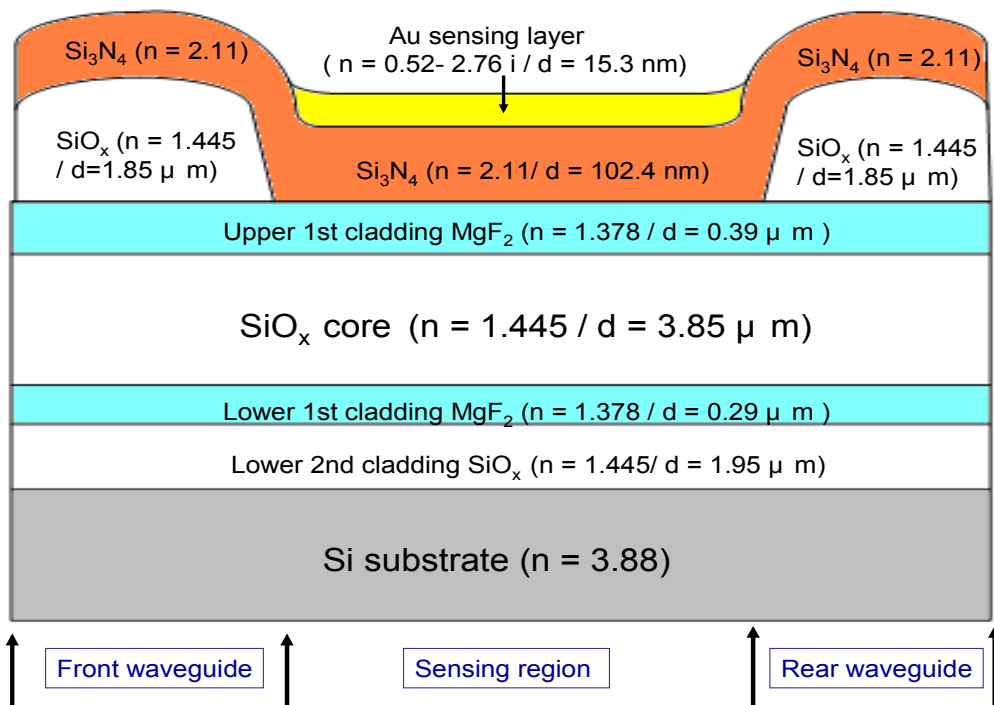 Si₃N₄ (n = 2.11)
Au sensing layer
( n = 0.52- 2.76 i / d = 15.3 nm)
Si₃N₄ (n = 2.11)
SiOₓ (n = 1.445
/ d=1.85 μ m)
SiOₓ (n = 1.445
/ d=1.85 μ m)
Si₃N₄ (n = 2.11/ d = 102.4 nm)
Upper 1st cladding MgF₂ (n = 1.378 / d = 0.39 μ m )
SiOₓ core (n = 1.445 / d = 3.85 μ m)
Lower 1st cladding MgF₂ (n = 1.378 / d = 0.29 μ m )
Lower 2nd cladding SiOₓ (n = 1.445/ d = 1.95 μ m)
Si substrate (n = 3.88)
Front waveguide
Sensing region
Rear waveguide